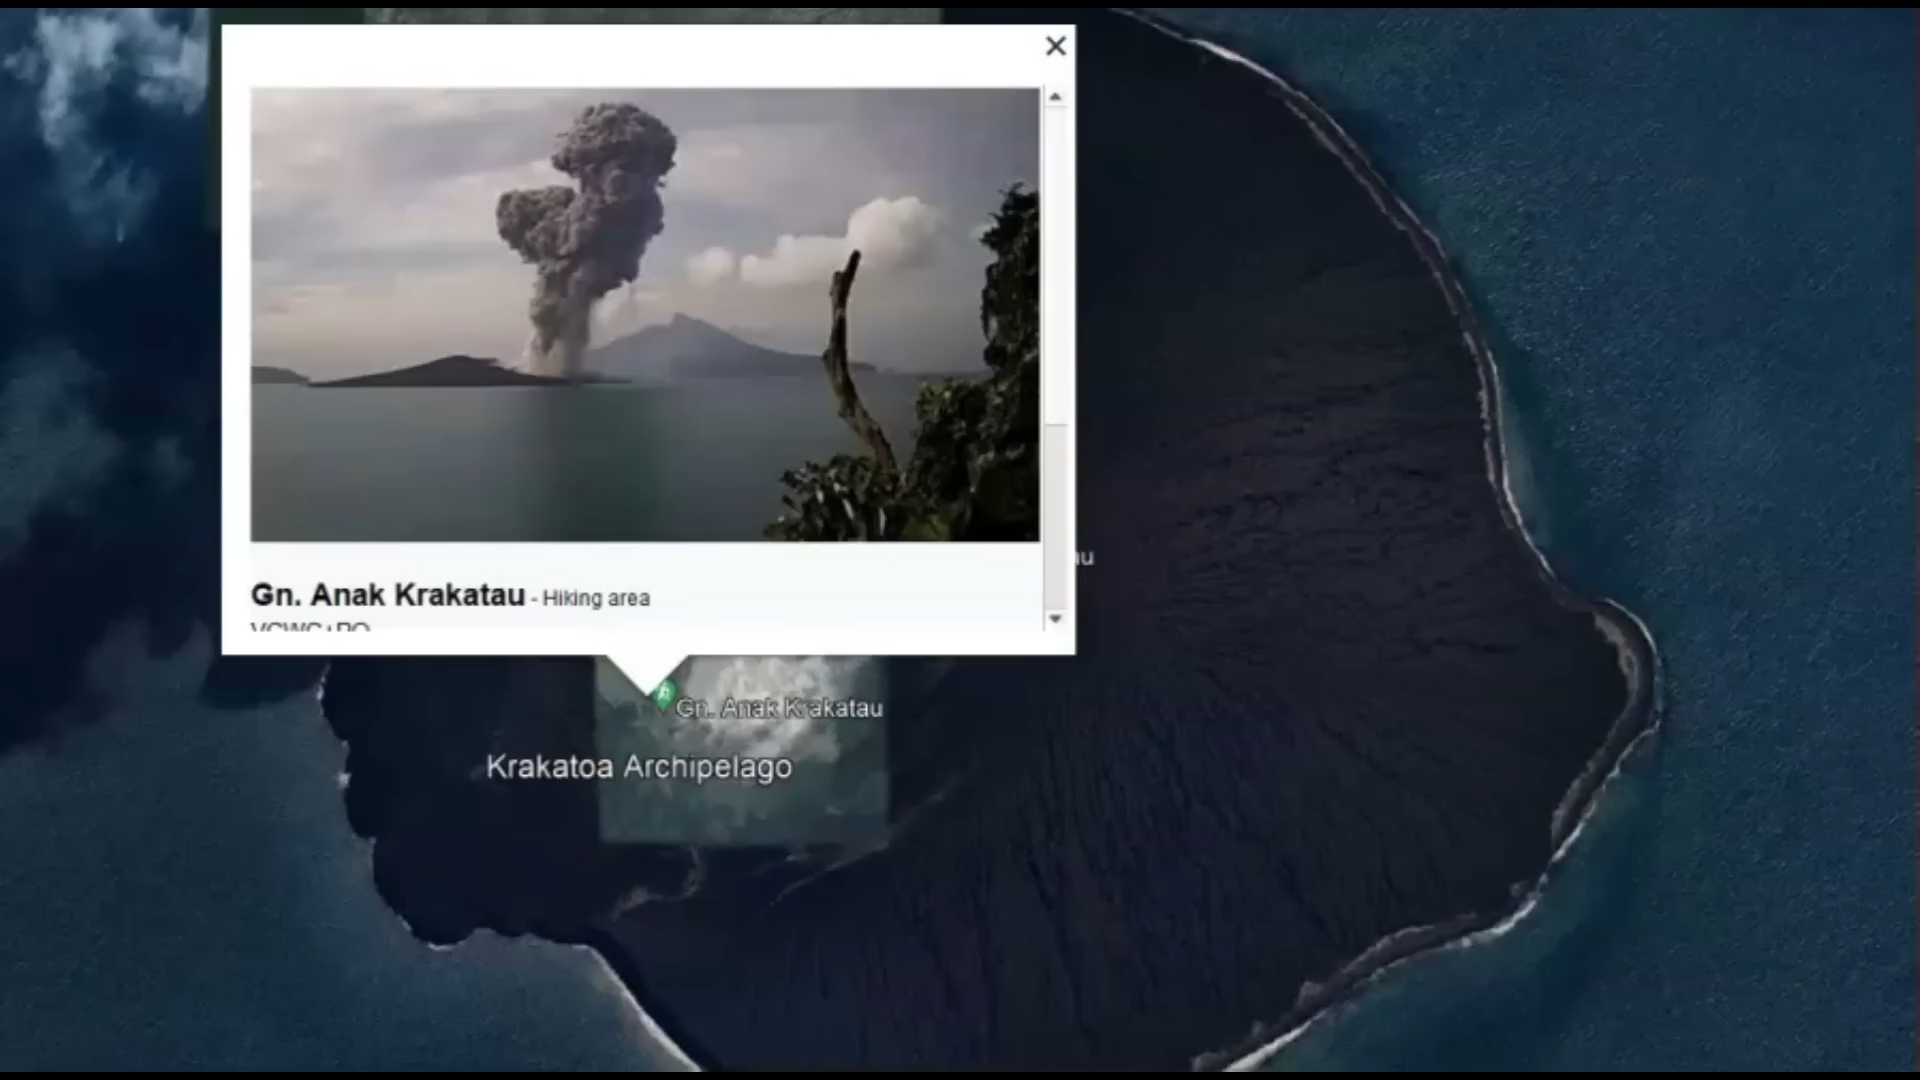 Gn. Anak Krakatau - Hiking area
Gn. Anak Krakatau
Krakatoa Archipelago